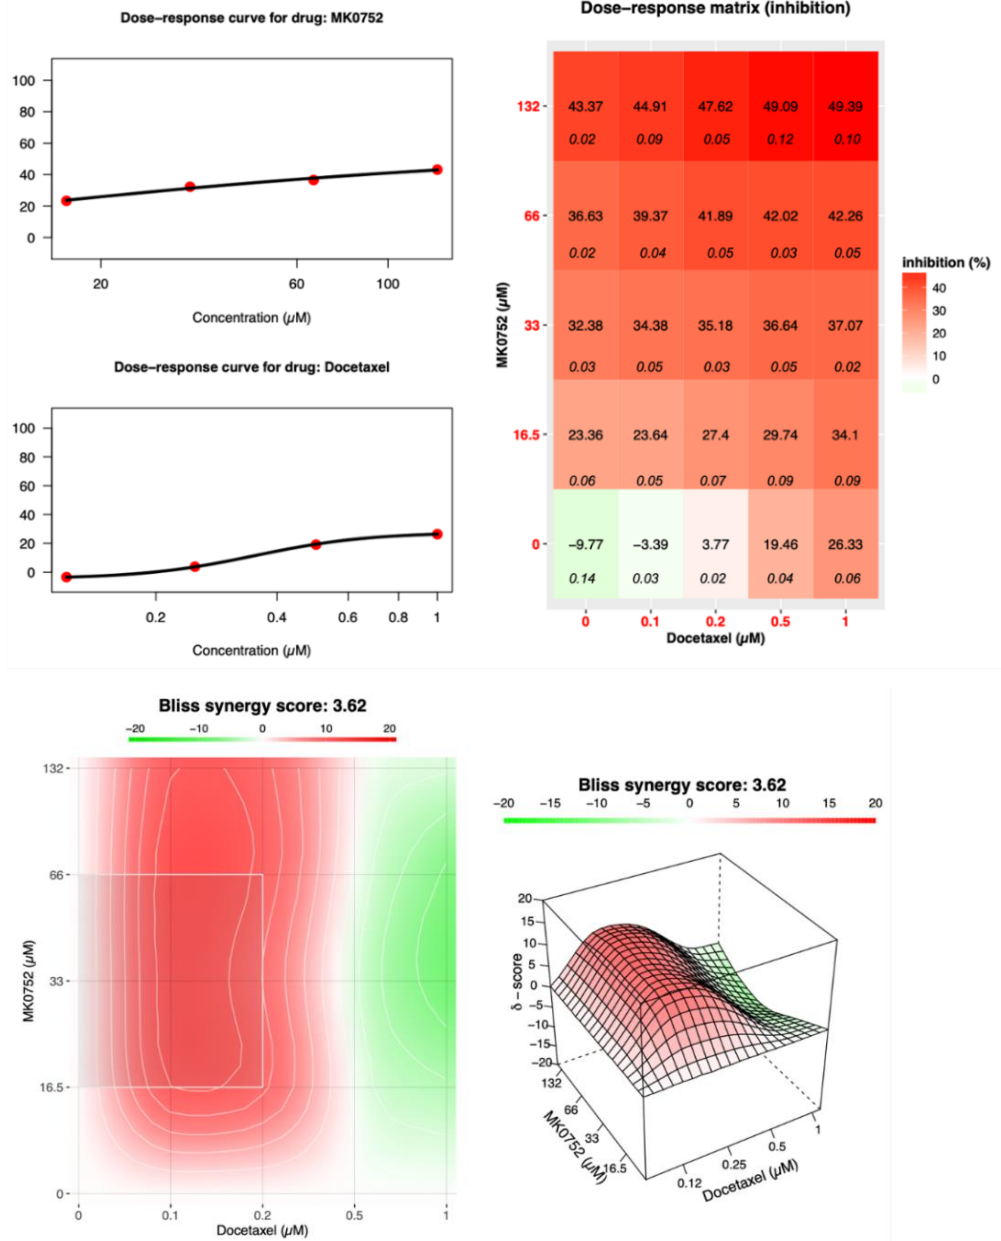 Dose−response curve for drug: MK0752
100
80
60
40
20
0
20 60 100
Concentration (µM)
Dose−response curve for drug: Docetaxel
100
80
60
40
20
0
0.2 0.4 0.6 0.8 1
Concentration (µM)
Dose−response matrix (inhibition)
MK0752 (µM)
132 43.37 44.91 47.62 49.09 49.39
0.02 0.09 0.05 0.12 0.10
66 36.63 39.37 41.89 42.02 42.26
0.02 0.04 0.05 0.03 0.05
33 32.38 34.38 35.18 36.64 37.07
0.03 0.05 0.03 0.05 0.02
16.5 23.36 23.64 27.4 29.74 34.1
0.06 0.05 0.07 0.09 0.09
0 −9.77 −3.39 3.77 19.46 26.33
0.14 0.03 0.02 0.04 0.06
0 0.1 0.2 0.5 1
Docetaxel (µM)
inhibition (%)
40
30
20
10
0
Bliss synergy score: 3.62
−20 −10 0 10 20
MK0752 (µM)
132
66
33
16.5
0
0 0.1 0.2 0.5 1
Docetaxel (µM)
Bliss synergy score: 3.62
−20 −15 −10 −5 0 5 10 15 20
δ − score
20
15
10
5
0
−5
−10
−15
−20
132
66
33
16.5
MK0752 (µM)
0.12
0.25
0.5
1
Docetaxel (µM)